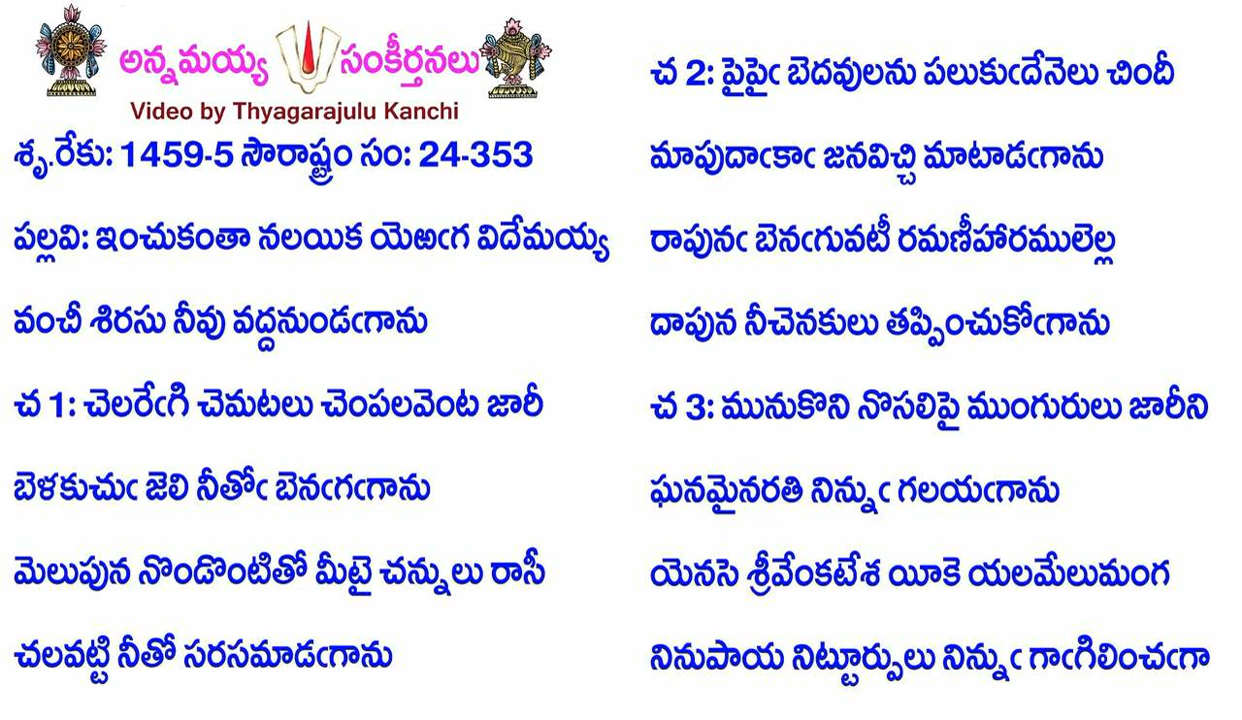 అన్నమయ్య సంకీర్తనలు
Video by Thyagarajulu Kanchi
శృ.రేకు: 1459-5 సౌరాష్ట్రం సం: 24-353
పల్లవి: ఇంచుకంతా నలయిక యెఱఁగ విదేమయ్య
వంచీ శిరసు నీవు వద్దనుండఁగాను
చ 1: చెలరేఁగి చెమటలు చెంపలవెంట జారీ
బెళకుచుఁ జెలి నీతోఁ బెనఁగఁగాను
మెలుపున నొండొంటితో మీటై చన్నులు రాసీ
చలవట్టి నీతో సరసమాడఁగాను
చ 2: పైపైఁ బెదవులను పలుకుఁదేనెలు చిందీ
మాపుదాఁకాఁ జనవిచ్చి మాటాడఁగాను
రాపునఁ బెనఁగువటీ రమణీహారములెల్ల
దాపున నీచెనకులు తప్పించుకోఁగాను
చ 3: మునుకొని నొసలిపై ముంగురులు జారీని
ఘనమైనరతి నిన్నుఁ గలయఁగాను
యెనసె శ్రీవేంకటేశ యీకె యలమేలుమంగ
నినుపాయ నిట్టూర్పులు నిన్నుఁ గాఁగిలించఁగా